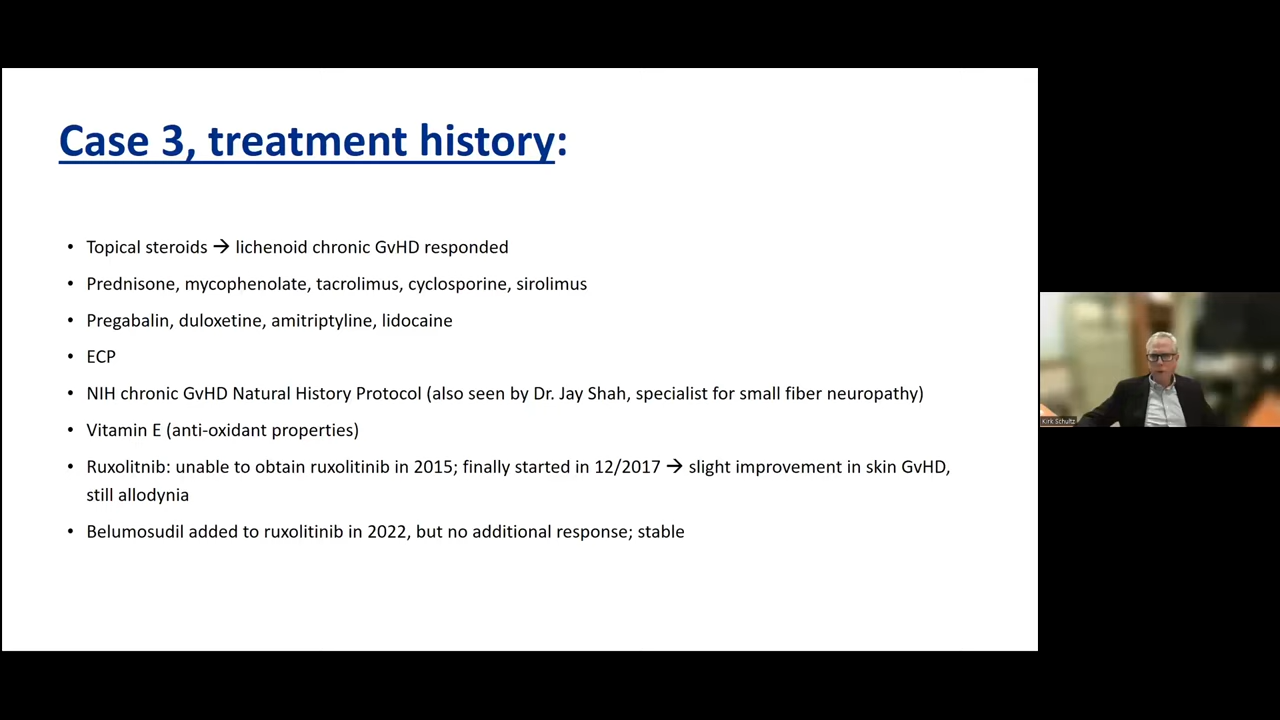 Case 3, treatment history:
• Topical steroids → lichenoid chronic GvHD responded
• Prednisone, mycophenolate, tacrolimus, cyclosporine, sirolimus
• Pregabalin, duloxetine, amitriptyline, lidocaine
• ECP
• NIH chronic GvHD Natural History Protocol (also seen by Dr. Jay Shah, specialist for small fiber neuropathy)
• Vitamin E (anti-oxidant properties)
• Ruxolitnib: unable to obtain ruxolitinib in 2015; finally started in 12/2017 → slight improvement in skin GvHD,
still allodynia
• Belumosudil added to ruxolitinib in 2022, but no additional response; stable
Kirk Schultz